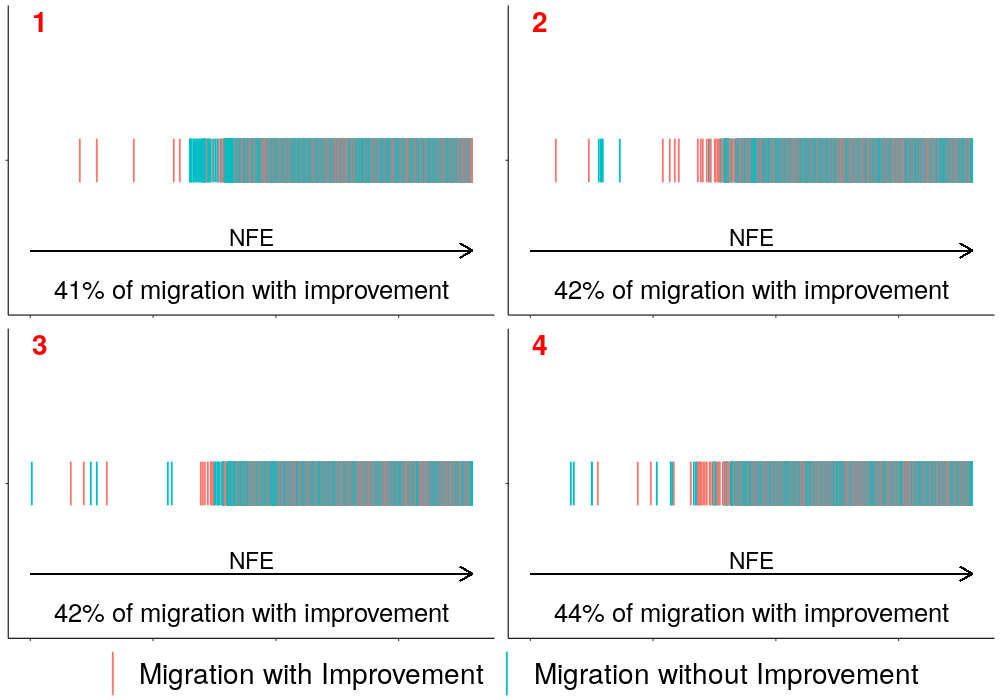 1
NFE
41% of migration with improvement
2
NFE
42% of migration with improvement
3
NFE
42% of migration with improvement
4
NFE
44% of migration with improvement
Migration with Improvement
Migration without Improvement